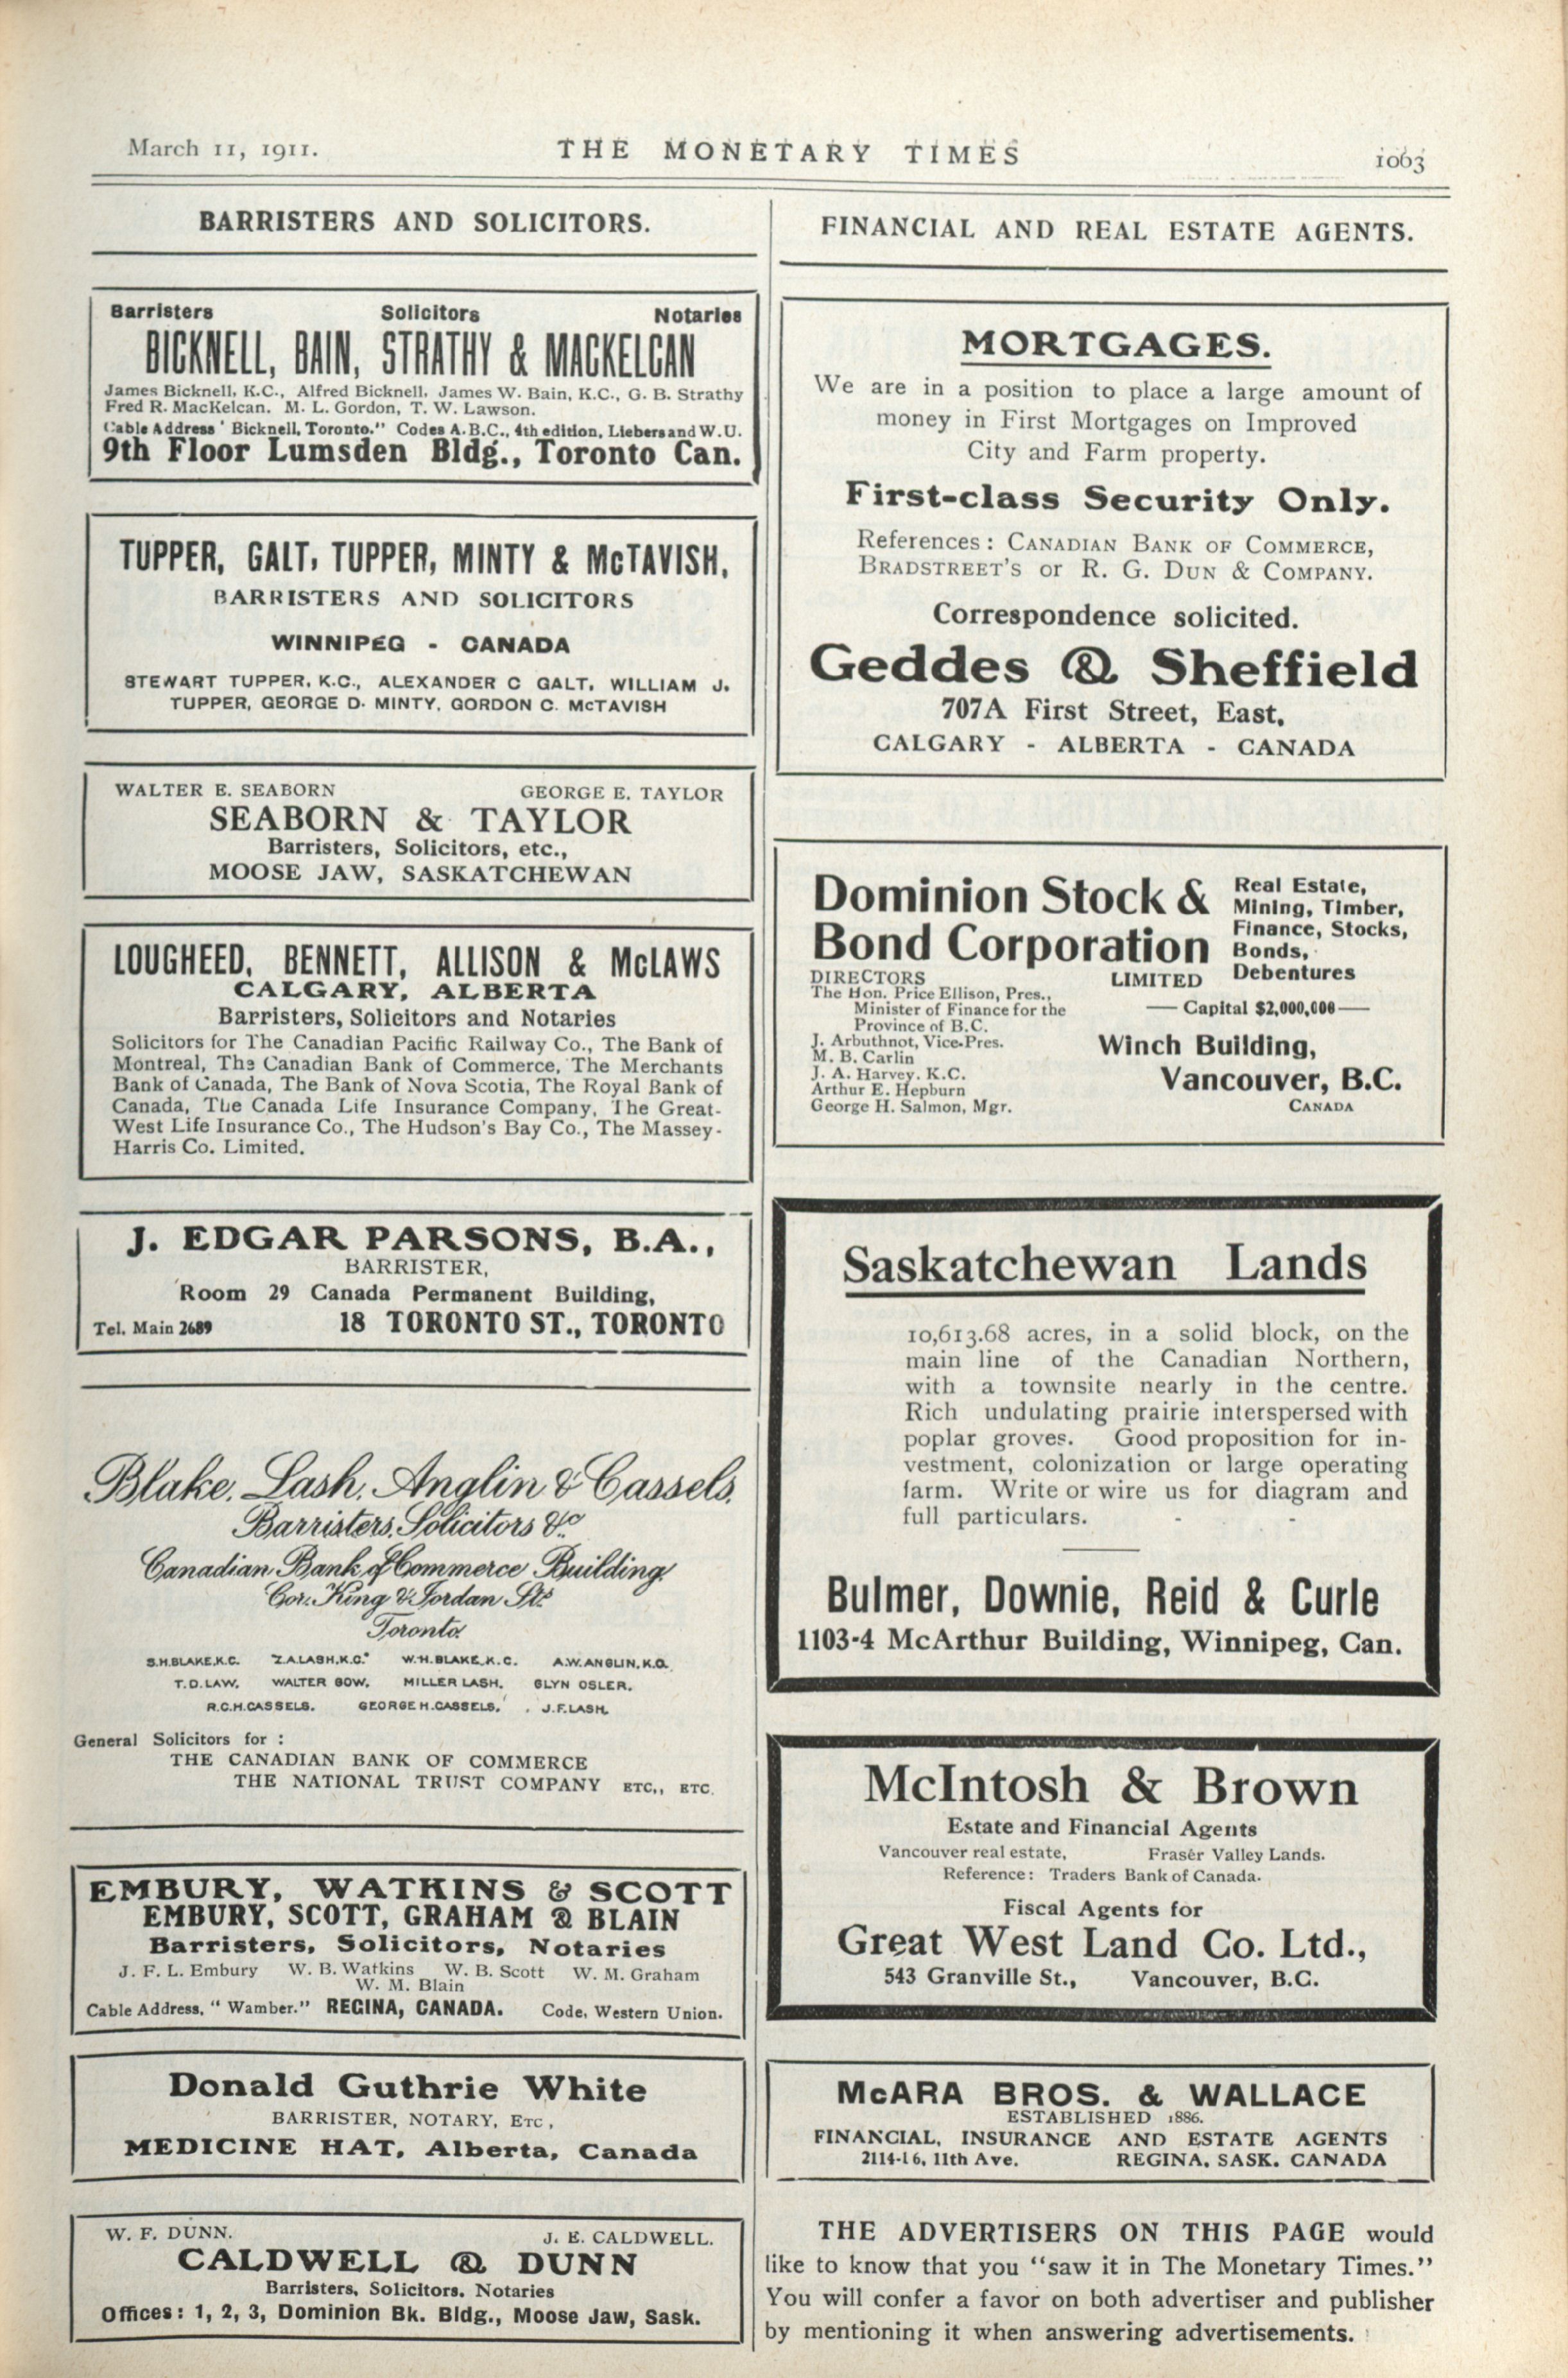 March 11, 1911.
THE MONETARY TIMES
1063
BARRISTERS AND SOLICITORS.
Barristers Solicitors Notaries
BICKNELL, BAIN, STRATHY & MACKELCAN
James Bicknell, K.C., Alfred Bicknell, James W. Bain, K.C., G. B. Strathy
Fred R. MacKelcan. M. L. Gordon, T. W. Lawson.
Cable Address ' Bicknell, Toronto." Codes A.B.C., 4th edition, Liebers and W.U.
9th Floor Lumsden Bldg., Toronto Can.
TUPPER, GALT, TUPPER, MINTY & McTAVISH,
BARRISTERS AND SOLICITORS
WINNIPEG - CANADA
STEWART TUPPER, K.C., ALEXANDER C GALT, WILLIAM J.
TUPPER, GEORGE D. MINTY, GORDON C. McTAVISH
WALTER E. SEABORN GEORGE E. TAYLOR
SEABORN & TAYLOR
Barristers, Solicitors, etc.,
MOOSE JAW, SASKATCHEWAN
LOUGHEED, BENNETT, ALLISON & McLAWS
CALGARY, ALBERTA
Barristers, Solicitors and Notaries
Solicitors for The Canadian Pacific Railway Co., The Bank of
Montreal, The Canadian Bank of Commerce, The Merchants
Bank of Canada, The Bank of Nova Scotia, The Royal Bank of
Canada, The Canada Life Insurance Company, The Great-
West Life Insurance Co., The Hudson's Bay Co., The Massey-
Harris Co. Limited.
J. EDGAR PARSONS, B.A.,
BARRISTER,
Room 29 Canada Permanent Building,
Tel. Main 2689 18 TORONTO ST., TORONTO
Blake, Lash, Anglin & Cassels,
Barristers, Solicitors &c.
Canadian Bank of Commerce Building
Cor. King & Jordan Sts
Toronto.
S.H.BLAKE,K.C. Z.A.LASH,K.C. W.H.BLAKE,K.C. A.W.ANGLIN,K.C.
T.D.LAW. WALTER GOW. MILLER LASH. GLYN OSLER.
R.C.H.CASSELS. GEORGE H.CASSELS. J.F.LASH.
General Solicitors for :
THE CANADIAN BANK OF COMMERCE
THE NATIONAL TRUST COMPANY ETC., ETC.
EMBURY, WATKINS & SCOTT
EMBURY, SCOTT, GRAHAM & BLAIN
Barristers, Solicitors, Notaries
J. F. L. Embury W. B. Watkins W. B. Scott W. M. Graham
W. M. Blain
Cable Address, " Wamber." REGINA, CANADA. Code, Western Union.
Donald Guthrie White
BARRISTER, NOTARY, ETC,
MEDICINE HAT, Alberta, Canada
W. F. DUNN. J. E. CALDWELL.
CALDWELL & DUNN
Barristers, Solicitors. Notaries
Offices: 1, 2, 3, Dominion Bk. Bldg., Moose Jaw, Sask.
FINANCIAL AND REAL ESTATE AGENTS.
MORTGAGES.
We are in a position to place a large amount of
money in First Mortgages on Improved
City and Farm property.
First-class Security Only.
References : CANADIAN BANK OF COMMERCE,
BRADSTREET'S or R. G. DUN & COMPANY.
Correspondence solicited.
Geddes & Sheffield
707A First Street, East,
CALGARY - ALBERTA - CANADA
Dominion Stock &
Bond Corporation
LIMITED
Real Estate,
Mining, Timber,
Finance, Stocks,
Bonds,
Debentures
DIRECTORS
The Hon. Price Ellison, Pres.,
Minister of Finance for the
Province of B.C.
J. Arbuthnot, Vice-Pres.
M. B. Carlin
J. A. Harvey, K.C.
Arthur E. Hepburn
George H. Salmon, Mgr.
— Capital $2,000,000 —
Winch Building,
Vancouver, B.C.
CANADA
Saskatchewan Lands
10,613.68 acres, in a solid block, on the
main line of the Canadian Northern,
with a townsite nearly in the centre.
Rich undulating prairie interspersed with
poplar groves. Good proposition for in-
vestment, colonization or large operating
farm. Write or wire us for diagram and
full particulars.
Bulmer, Downie, Reid & Curle
1103-4 McArthur Building, Winnipeg, Can.
McIntosh & Brown
Estate and Financial Agents
Vancouver real estate, Fraser Valley Lands.
Reference: Traders Bank of Canada.
Fiscal Agents for
Great West Land Co. Ltd.,
543 Granville St., Vancouver, B.C.
McARA BROS. & WALLACE
ESTABLISHED 1886.
FINANCIAL, INSURANCE AND ESTATE AGENTS
2114-16, 11th Ave. REGINA, SASK. CANADA
THE ADVERTISERS ON THIS PAGE would
like to know that you "saw it in The Monetary Times."
You will confer a favor on both advertiser and publisher
by mentioning it when answering advertisements.